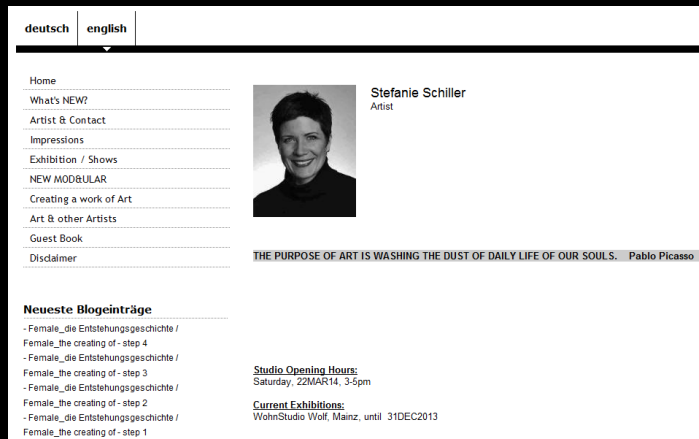 deutsch english
Home
What's NEW?
Artist & Contact
Impressions
Exhibition / Shows
NEW MOD&ULAR
Creating a work of Art
Art & other Artists
Guest Book
Disclaimer
Neueste Blogeinträge
- Female_die Entstehungsgeschichte /
Female_the creating of - step 4
- Female_die Entstehungsgeschichte /
Female_the creating of - step 3
- Female_die Entstehungsgeschichte /
Female_the creating of - step 2
- Female_die Entstehungsgeschichte /
Female_the creating of - step 1
Stefanie Schiller
Artist
THE PURPOSE OF ART IS WASHING THE DUST OF DAILY LIFE OF OUR SOULS. Pablo Picasso
Studio Opening Hours:
Saturday, 22MAR14, 3-5pm
Current Exhibitions:
WohnStudio Wolf, Mainz, until 31DEC2013